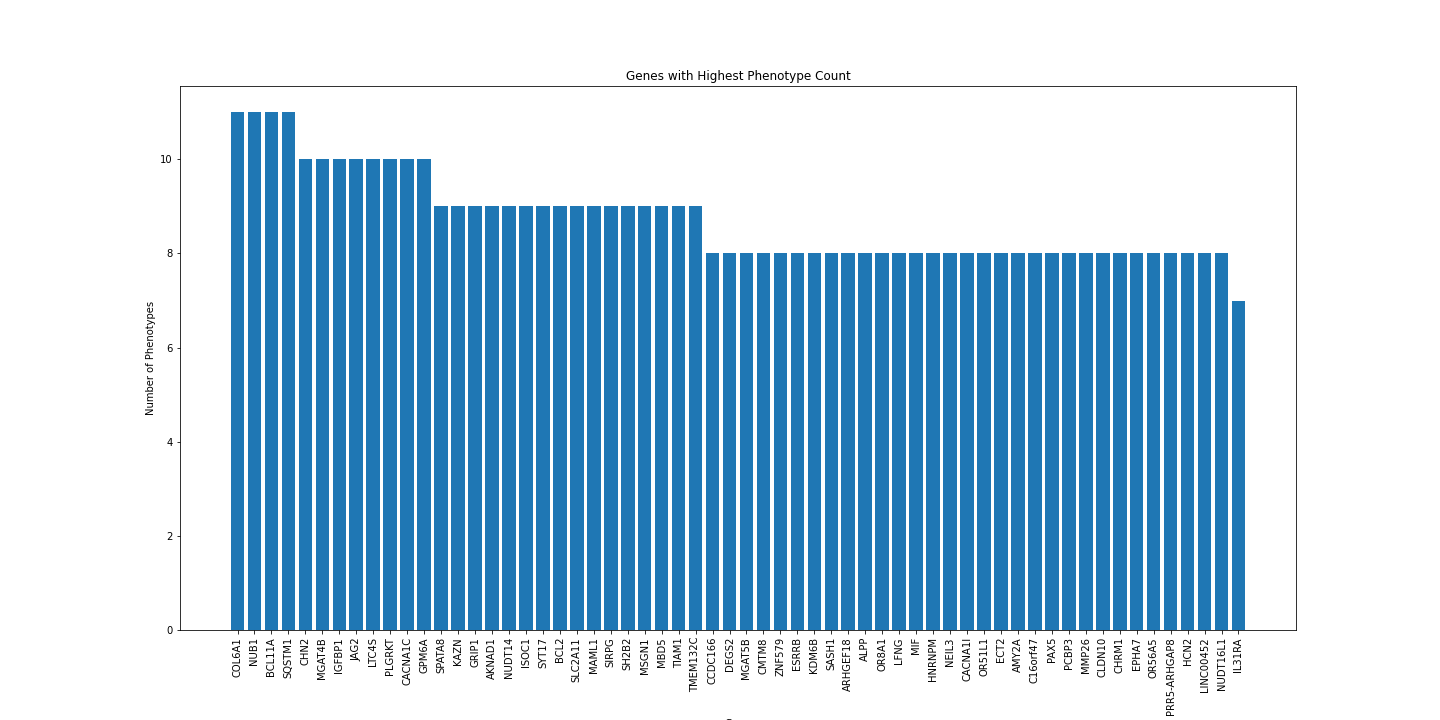 Genes with Highest Phenotype Count
Number of Phenotypes
10
8
6
4
2
0
COL6A1
NUB1
BCL11A
SQSTM1
CHN2
MGAT4B
IGFBP1
JAG2
LTC4S
PLGRKT
CACNA1C
GPM6A
SPATA8
KAZN
GRIP1
AKNAD1
NUDT14
ISOC1
SYT17
BCL2
SLC2A11
MAML1
SIRPG
SH2B2
MSGN1
MBD5
TIAM1
TMEM132C
CCDC166
DEGS2
MGAT5B
CMTM8
ZNF579
ESRRB
KDM6B
SASH1
ARHGEF18
ALPP
OR8A1
LFNG
MIF
HNRNPM
NEIL3
CACNA1I
OR51L1
ECT2
AMY2A
C16orf47
PAX5
PCBP3
MMP26
CLDN10
CHRM1
EPHA7
OR56A5
PRR5-ARHGAP8
HCN2
LINC00452
NUDT16L1
IL31RA